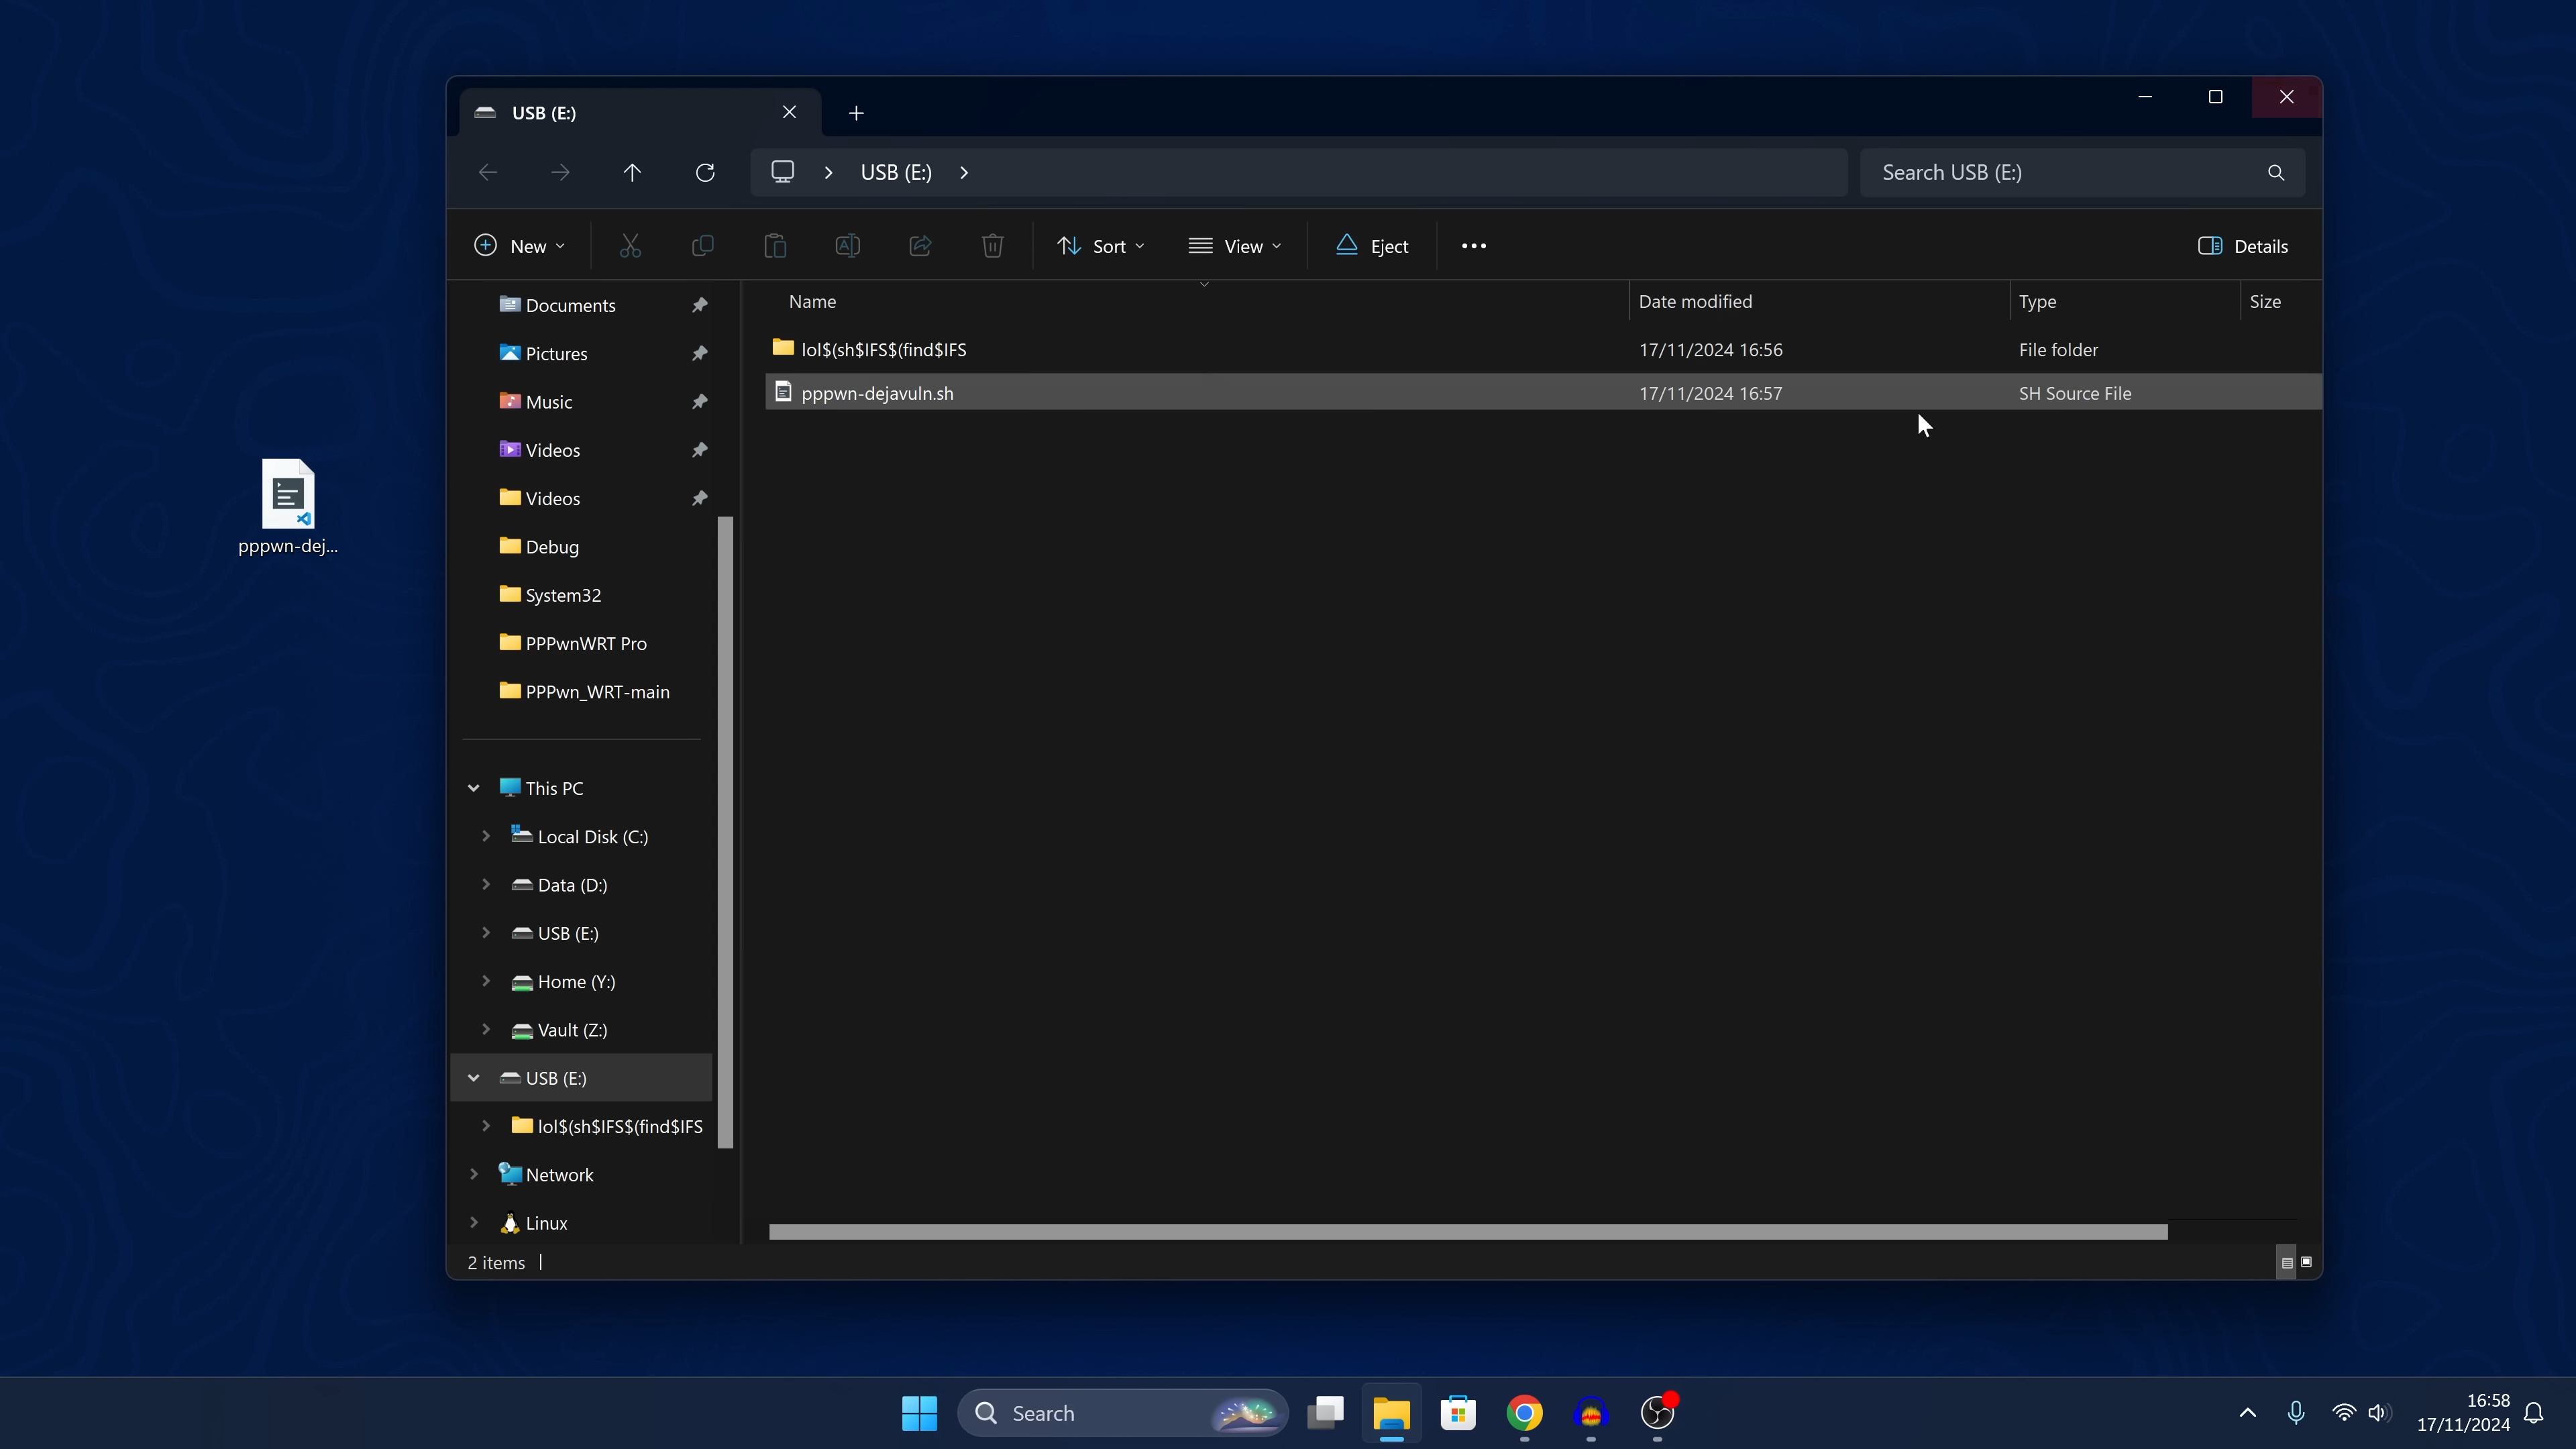 USB (E:)
USB (E:)
Search USB (E:)
New
Sort
View
Eject
Details
Documents
Pictures
Music
Videos
Videos
Debug
System32
PPPwnWRT Pro
PPPwn_WRT-main
This PC
Local Disk (C:)
Data (D:)
USB (E:)
Home (Y:)
Vault (Z:)
USB (E:)
lol$(sh$IFS$(find$IFS
Network
Linux
Name Date modified Type Size
lol$(sh$IFS$(find$IFS 17/11/2024 16:56 File folder
pppwn-dejavuln.sh 17/11/2024 16:57 SH Source File
2 items
pppwn-dej...
Search
16:58
17/11/2024